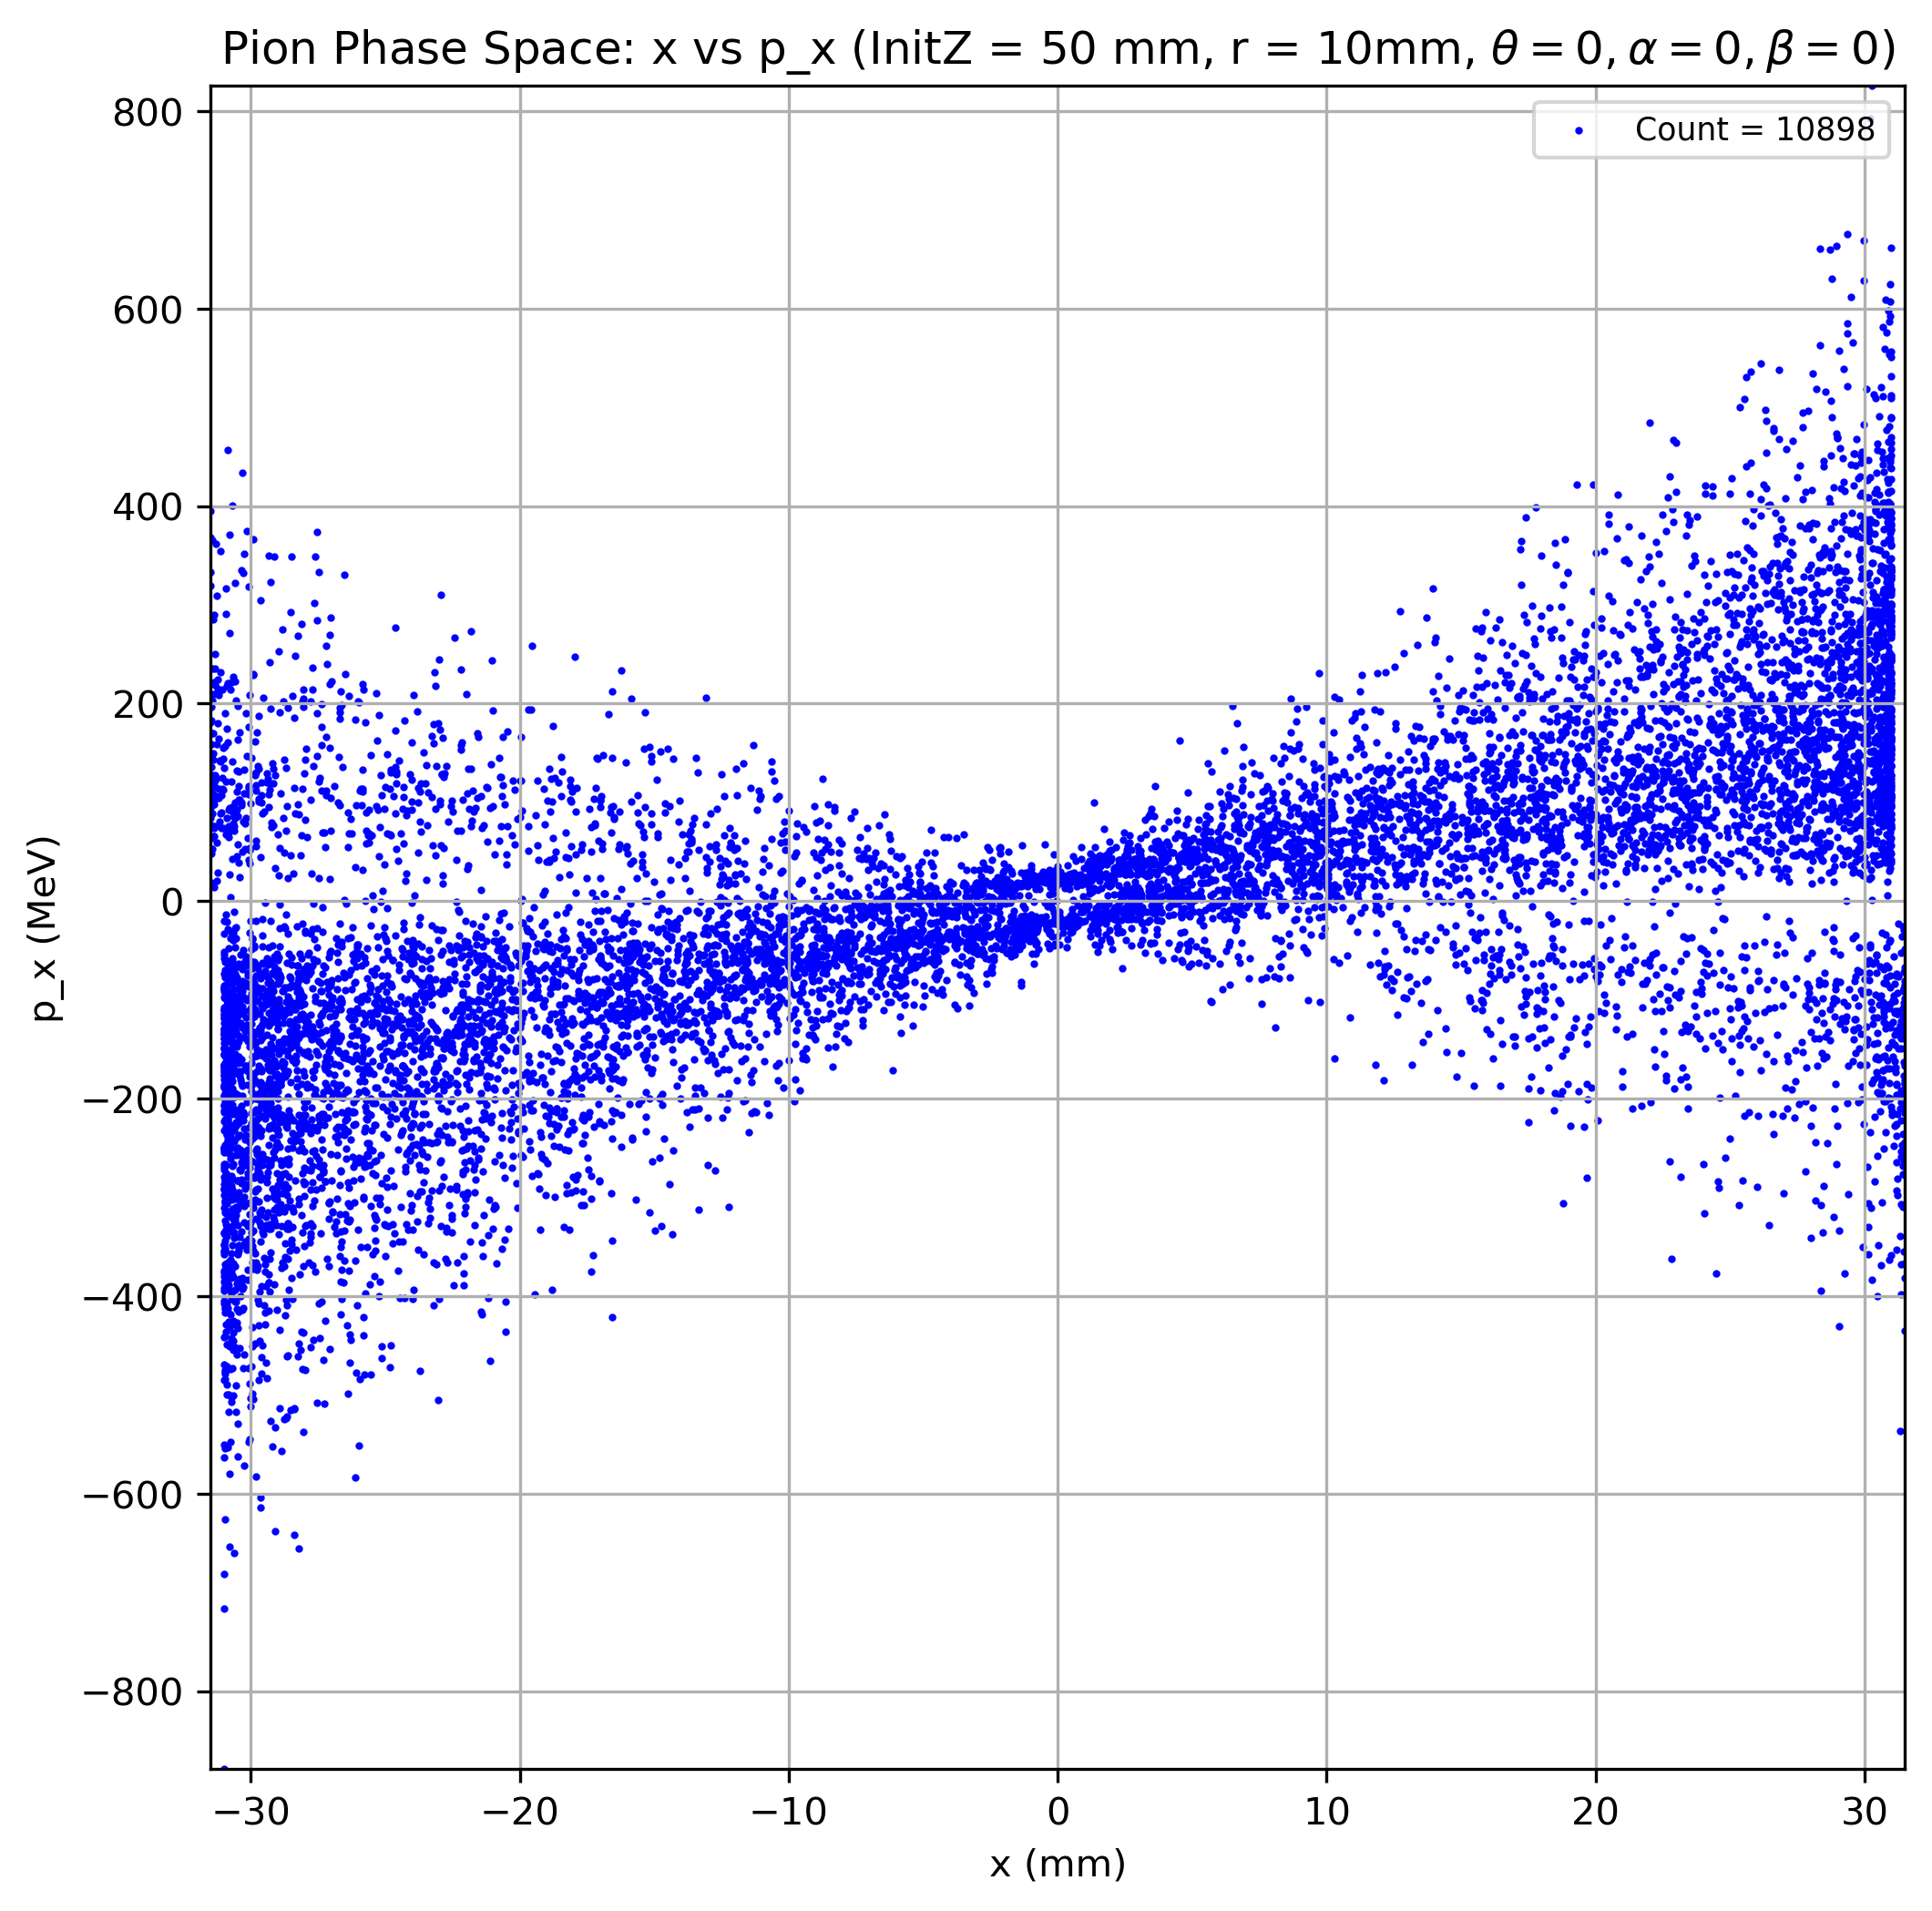 Pion Phase Space: x vs p_x (InitZ = 50 mm, r = 10mm, θ = 0, α = 0, β = 0)
Count = 10898
800
600
400
200
0
−200
−400
−600
−800
p_x (MeV)
−30 −20 −10 0 10 20 30
x (mm)